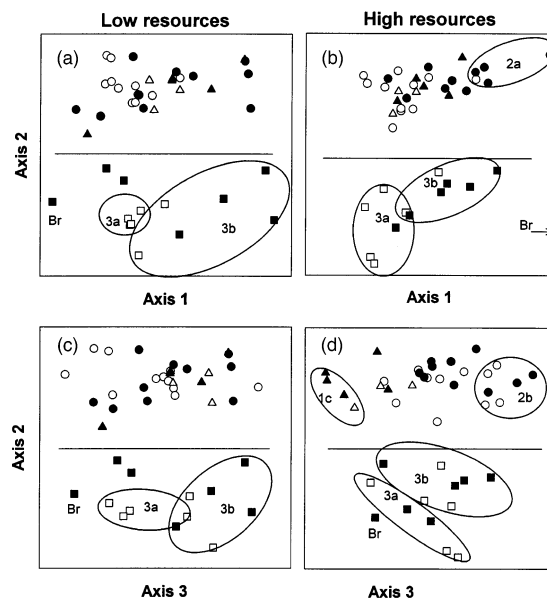 Low resources
High resources
(a)
(b)
2a
Axis 2
3a
3b
Br
3b
3a
Br
Axis 1
Axis 1
(c)
(d)
1c
2b
Axis 2
3a
3b
Br
3b
3a
Br
Axis 3
Axis 3